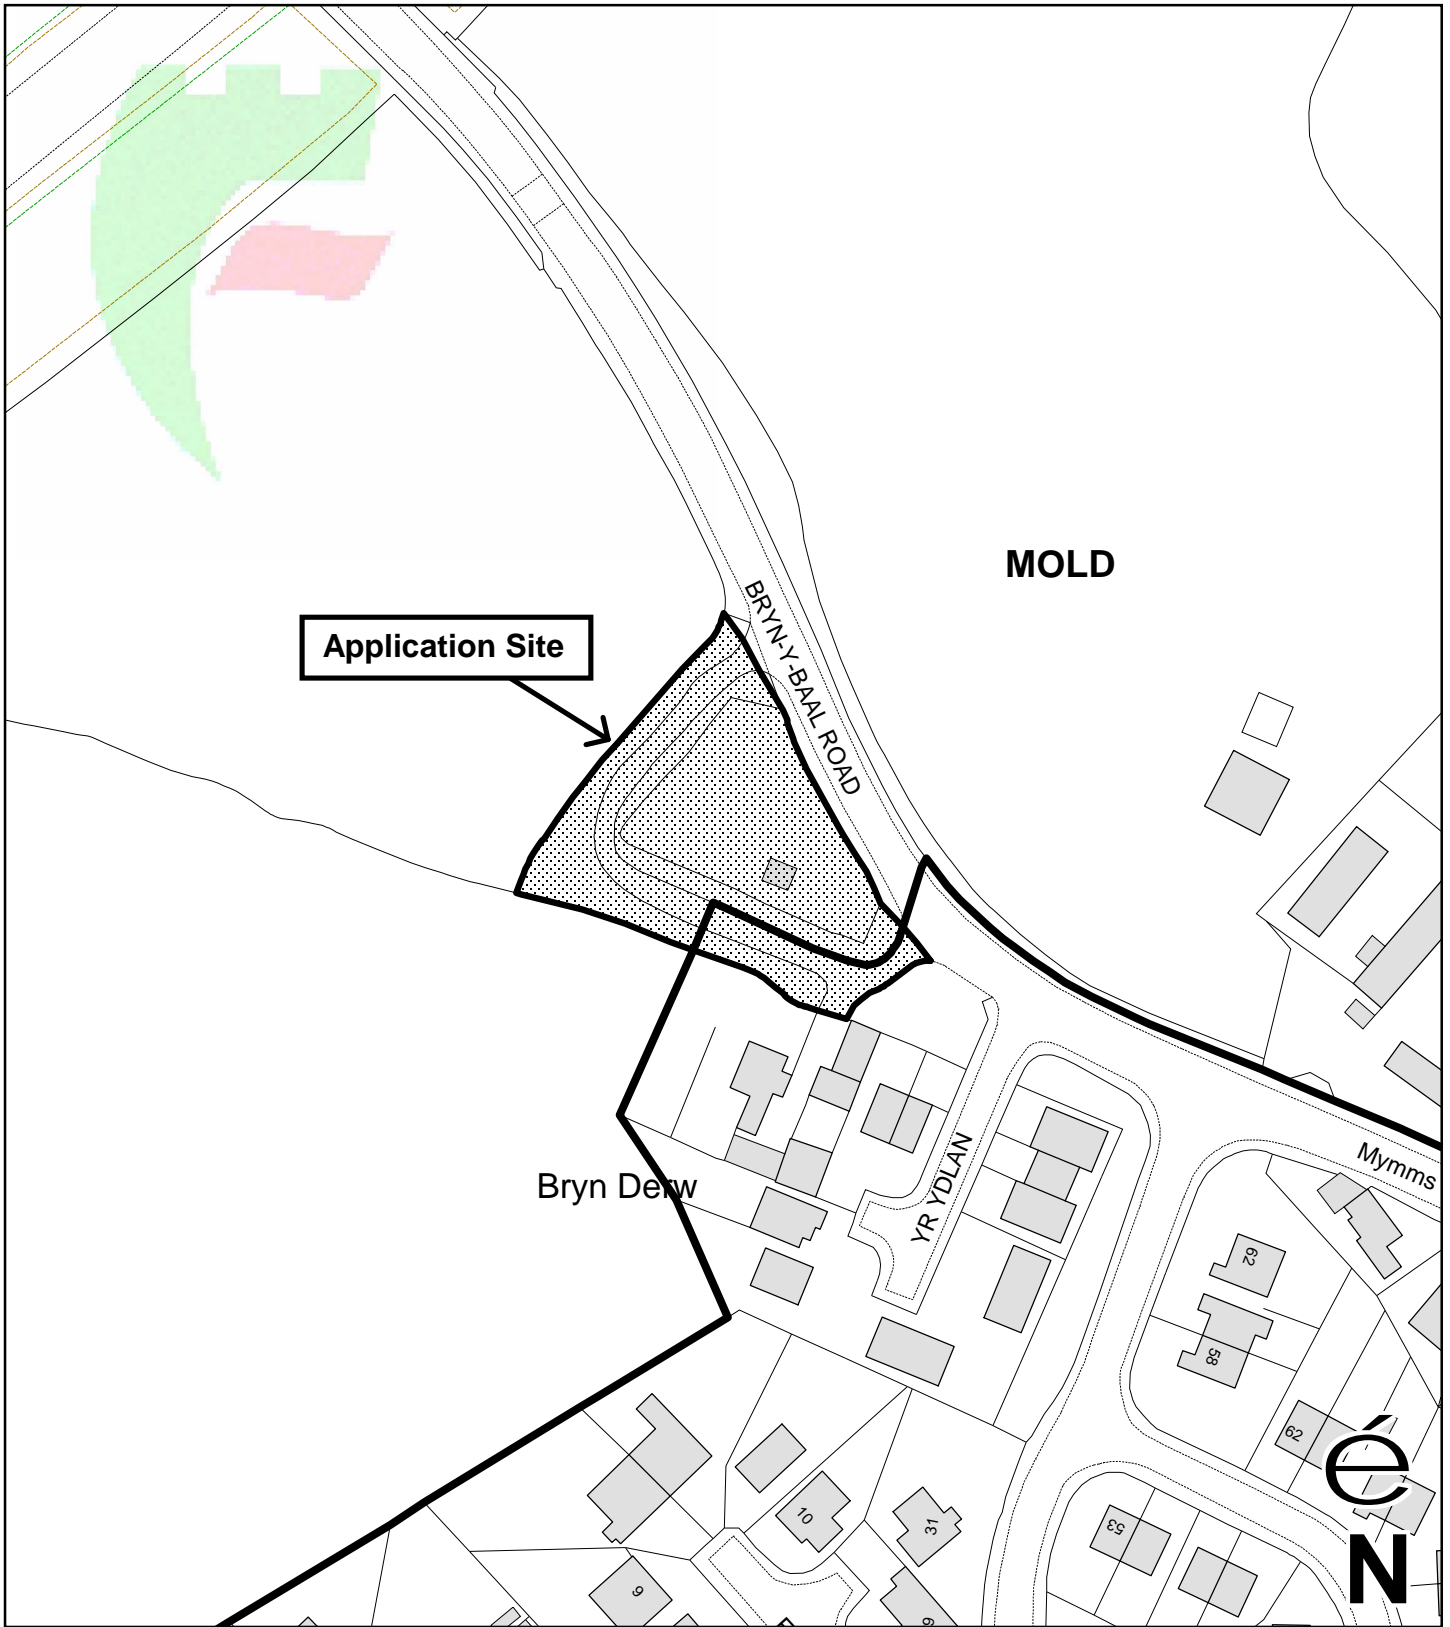 MOLD
BRYN-Y-BAAL ROAD
Application Site
Mymms
YR YDLAN
Bryn Derw
62
58
62
é
10
31
53
N
9